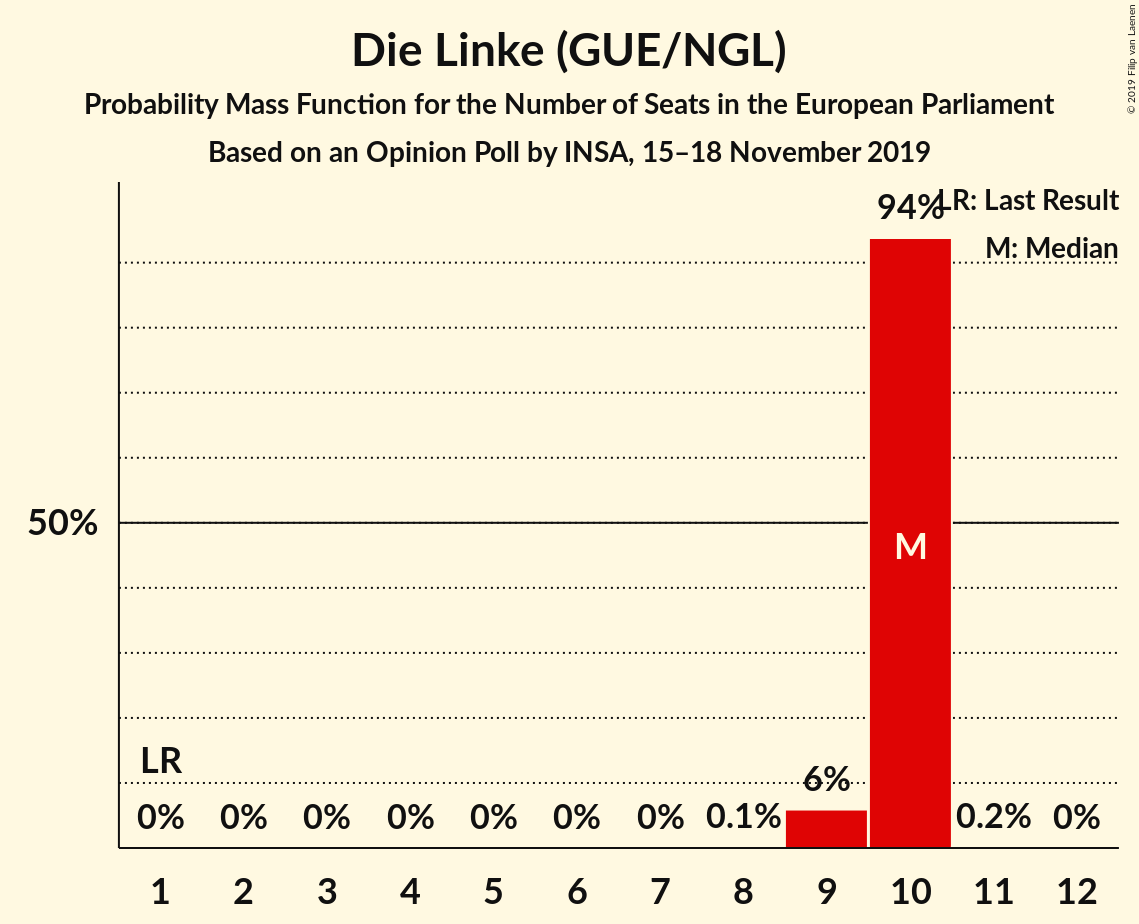 Die Linke (GUE/NGL)
Probability Mass Function for the Number of Seats in the European Parliament
Based on an Opinion Poll by INSA, 15–18 November 2019
© 2019 Filip van Laenen
94%
LR: Last Result
M: Median
50%
M
LR
6%
0% 0% 0% 0% 0% 0% 0% 0.1% 0.2% 0%
1 2 3 4 5 6 7 8 9 10 11 12